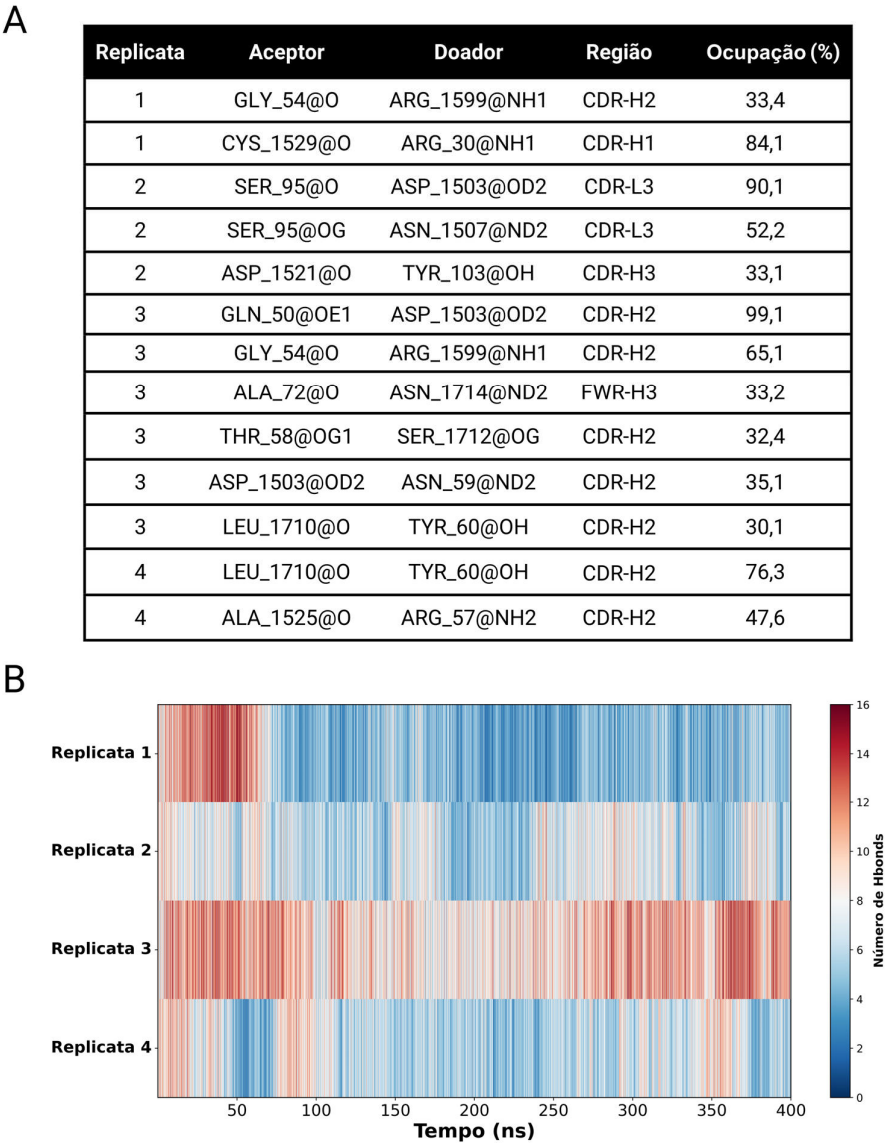 A
Replicata Aceptor Doador Região Ocupação (%)
1 GLY_54@O ARG_1599@NH1 CDR-H2 33,4
1 CYS_1529@O ARG_30@NH1 CDR-H1 84,1
2 SER_95@O ASP_1503@OD2 CDR-L3 90,1
2 SER_95@OG ASN_1507@ND2 CDR-L3 52,2
2 ASP_1521@O TYR_103@OH CDR-H3 33,1
3 GLN_50@OE1 ASP_1503@OD2 CDR-H2 99,1
3 GLY_54@O ARG_1599@NH1 CDR-H2 65,1
3 ALA_72@O ASN_1714@ND2 FWR-H3 33,2
3 THR_58@OG1 SER_1712@OG CDR-H2 32,4
3 ASP_1503@OD2 ASN_59@ND2 CDR-H2 35,1
3 LEU_1710@O TYR_60@OH CDR-H2 30,1
4 LEU_1710@O TYR_60@OH CDR-H2 76,3
4 ALA_1525@O ARG_57@NH2 CDR-H2 47,6
B
Replicata 1
Replicata 2
Replicata 3
Replicata 4
50 100 150 200 250 300 350 400
Tempo (ns)
16
14
12
10
8
6
4
2
0
Número de Hbonds